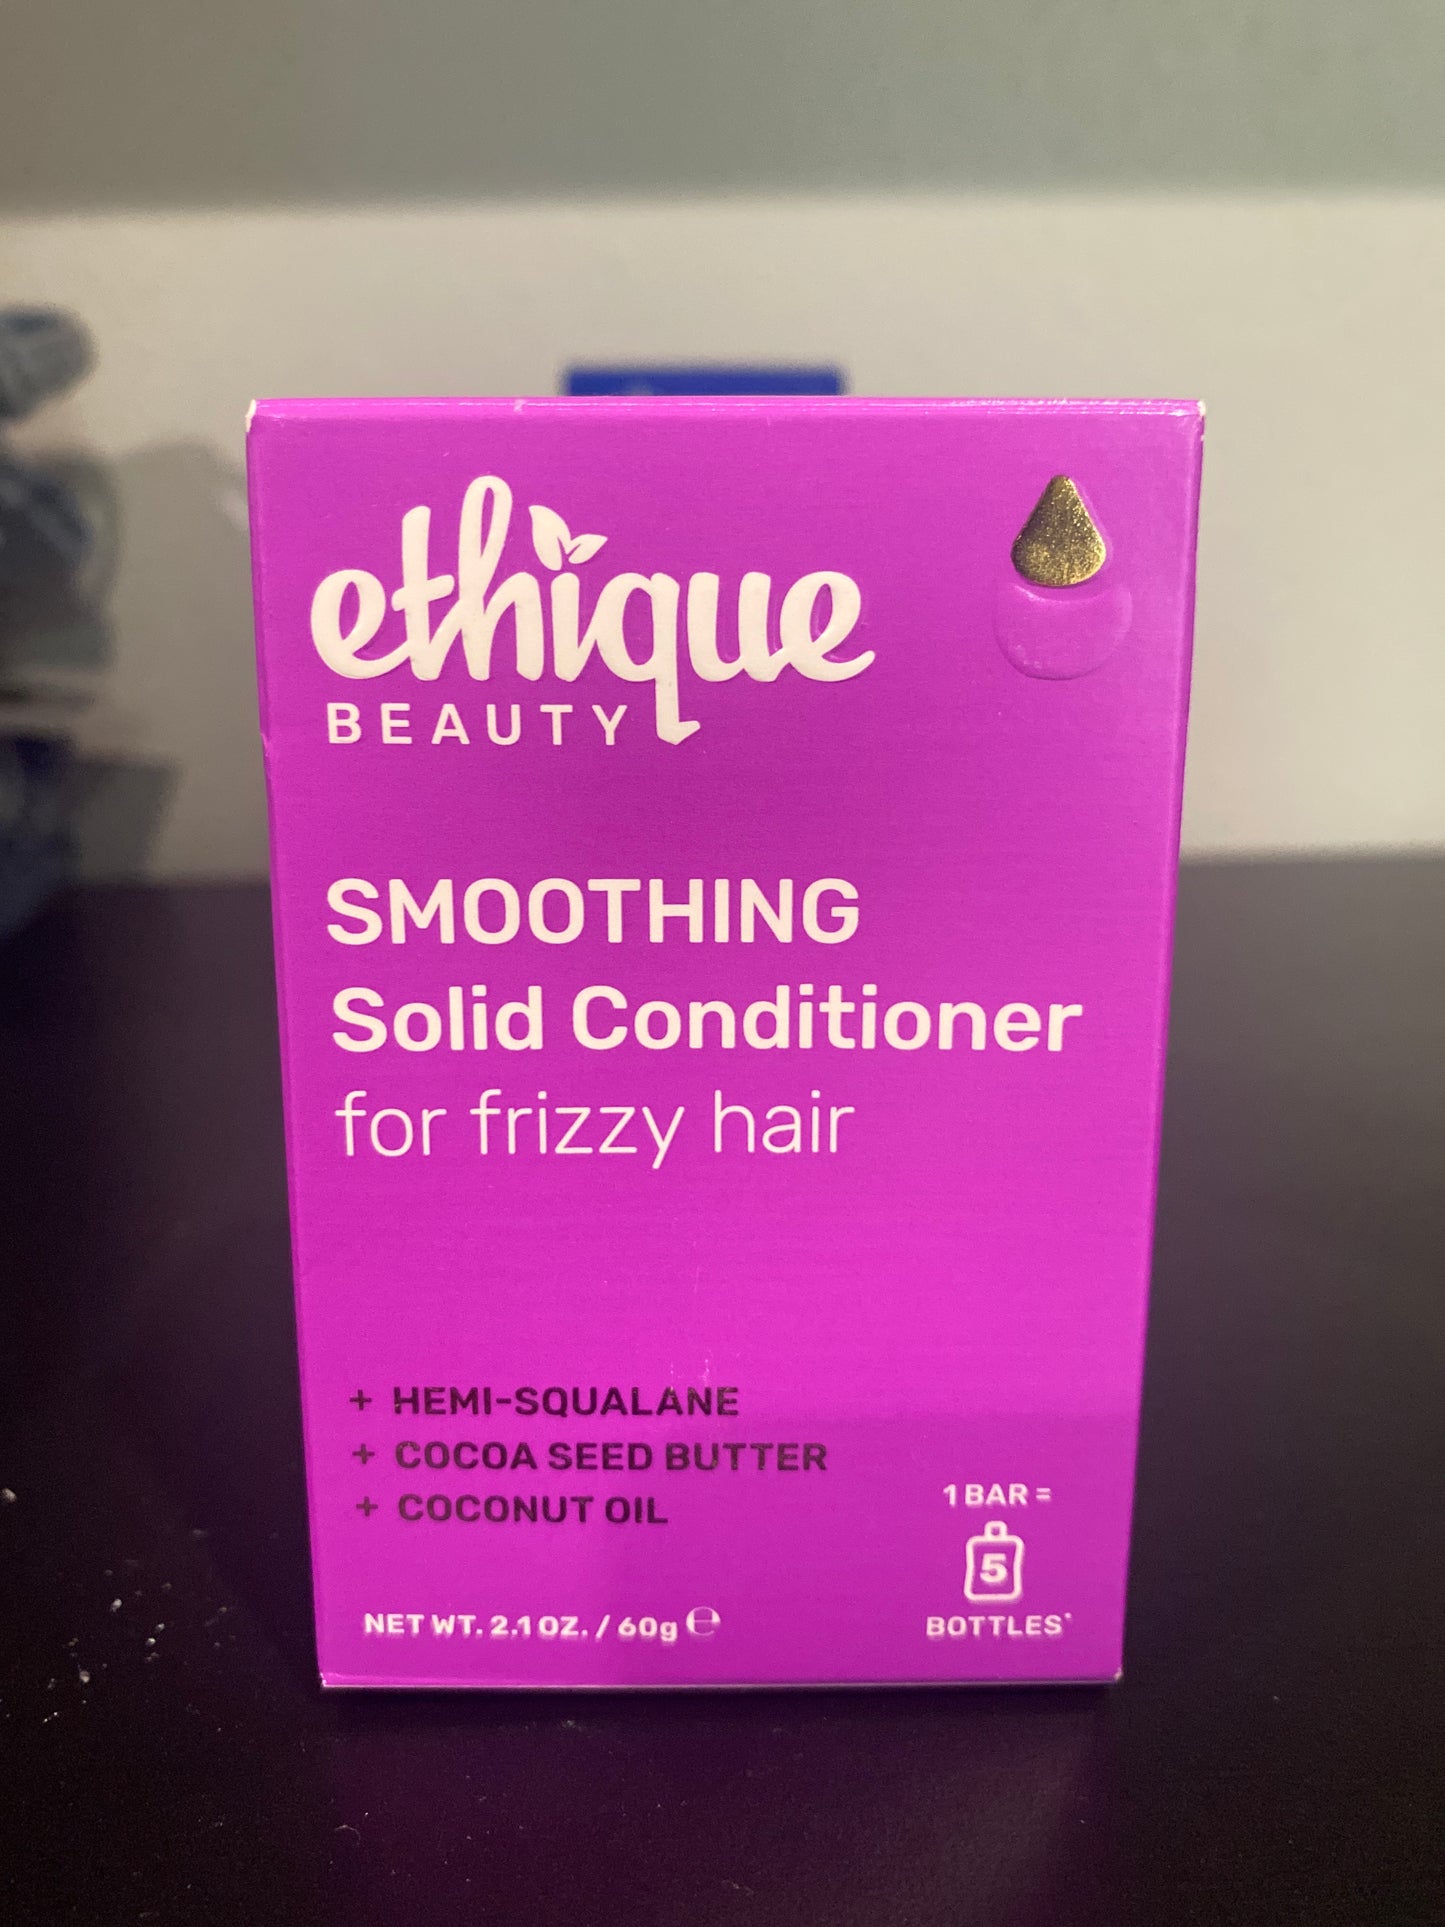 ethique
BEAUTY
SMOOTHING
Solid Conditioner
for frizzy hair
+ HEMI-SQUALANE
+ COCOA SEED BUTTER
+ COCONUT OIL
NET WT. 2.1 OZ. / 60g ℮
1 BAR =
5
BOTTLES*